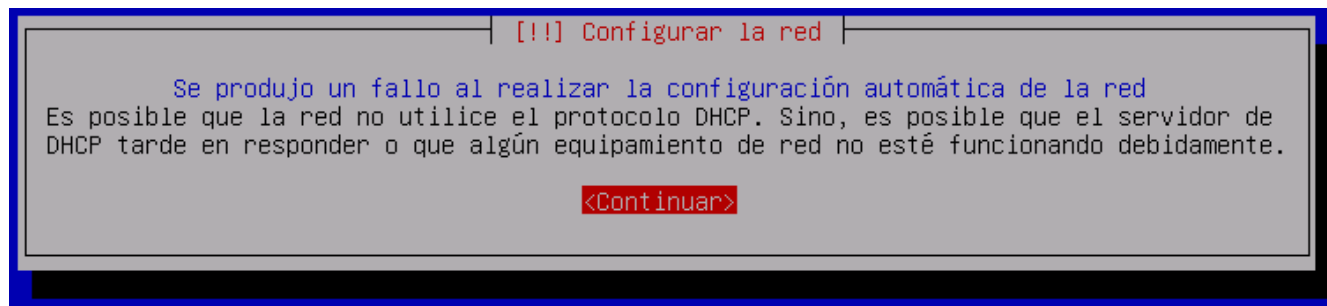 [!!] Configurar la red
Se produjo un fallo al realizar la configuración automática de la red
Es posible que la red no utilice el protocolo DHCP. Sino, es posible que el servidor de
DHCP tarde en responder o que algún equipamiento de red no esté funcionando debidamente.
<Continuar>